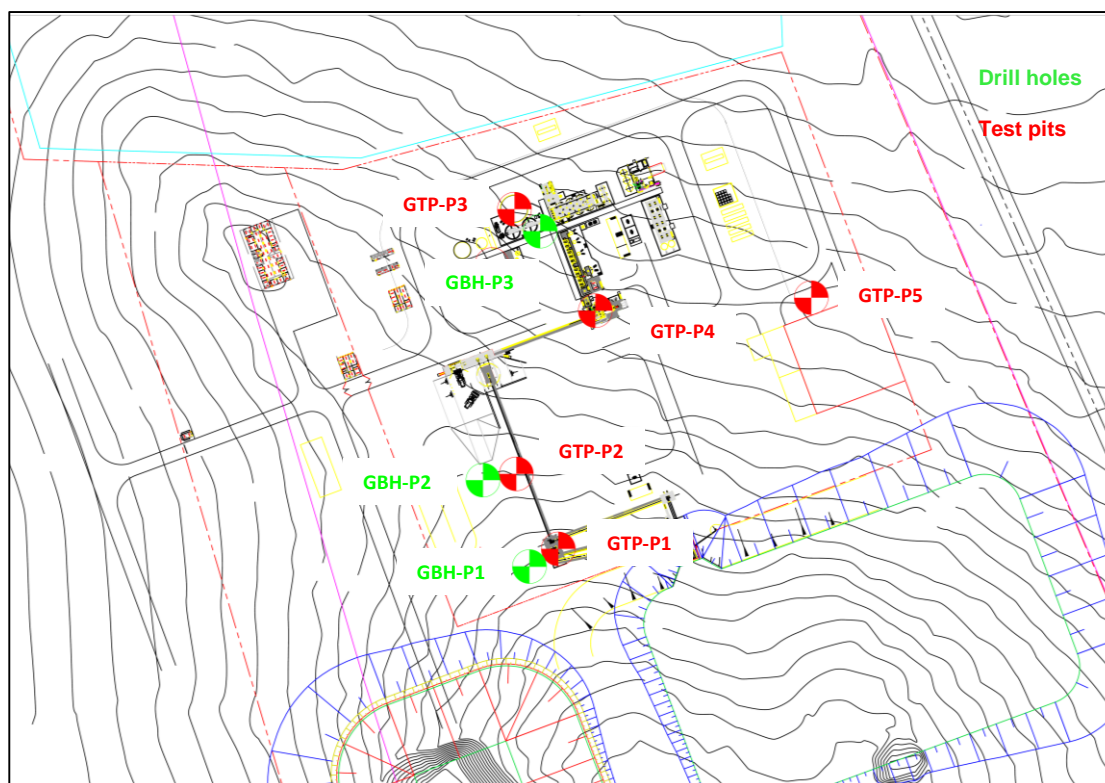 Drill holes
Test pits
GTP-P3
GBH-P3
GTP-P5
GTP-P4
GTP-P2
GBH-P2
GTP-P1
GBH-P1